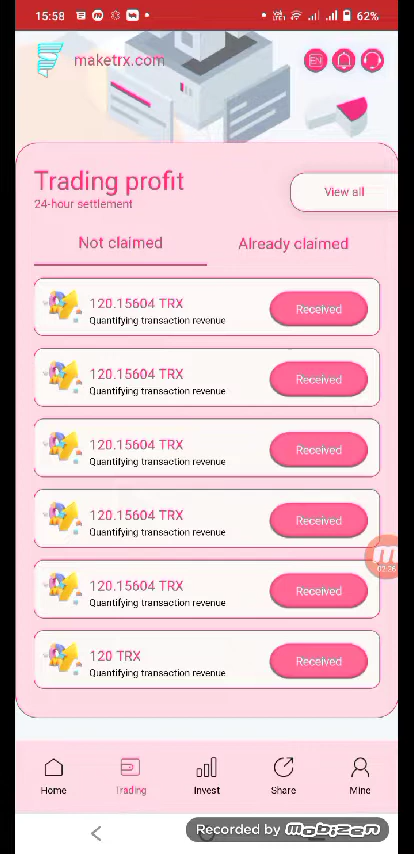 15:58
62%
maketrx.com
EN
Trading profit
24-hour settlement
View all
Not claimed
Already claimed
120.15604 TRX
Quantifying transaction revenue
Received
120.15604 TRX
Quantifying transaction revenue
Received
120.15604 TRX
Quantifying transaction revenue
Received
120.15604 TRX
Quantifying transaction revenue
Received
120.15604 TRX
Quantifying transaction revenue
Received
120 TRX
Quantifying transaction revenue
Received
Home
Trading
Invest
Share
Mine
Recorded by Mobizen